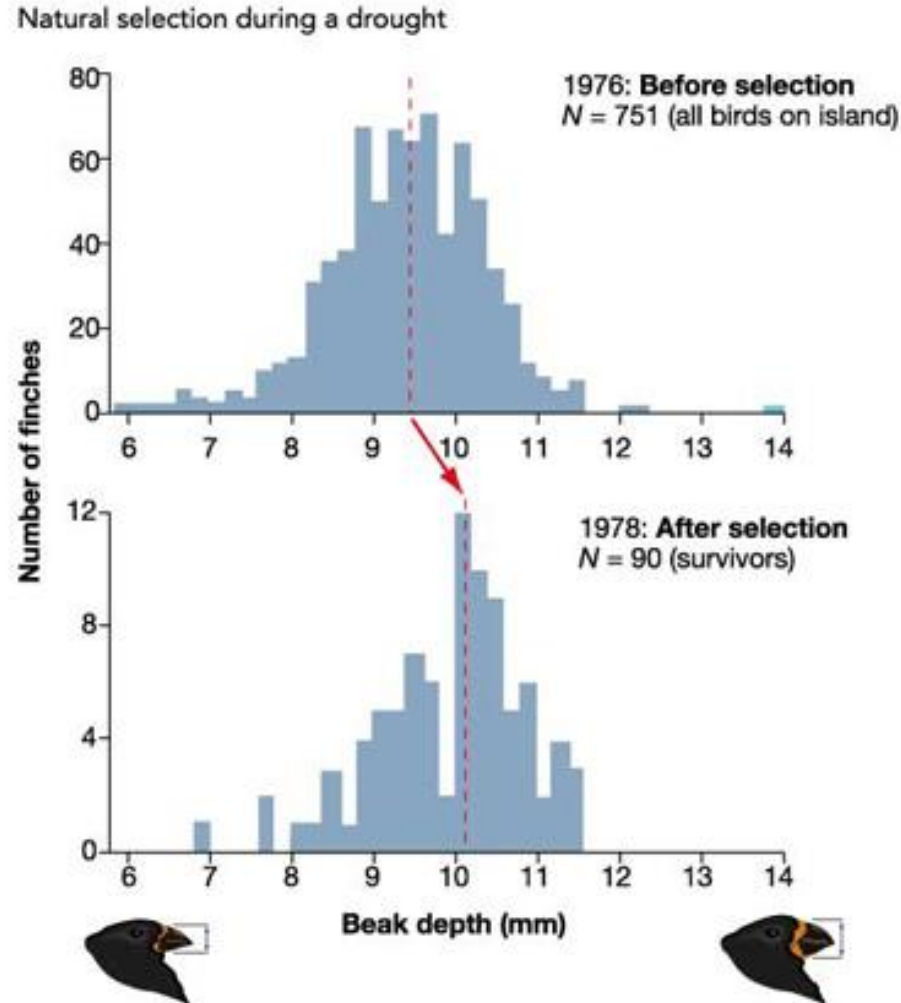 Natural selection during a drought
80
1976: Before selection
N = 751 (all birds on island)
60
40
20
0
6 7 8 9 10 11 12 13 14
Number of finches
12
1978: After selection
N = 90 (survivors)
8
4
0
6 7 8 9 10 11 12 13 14
Beak depth (mm)